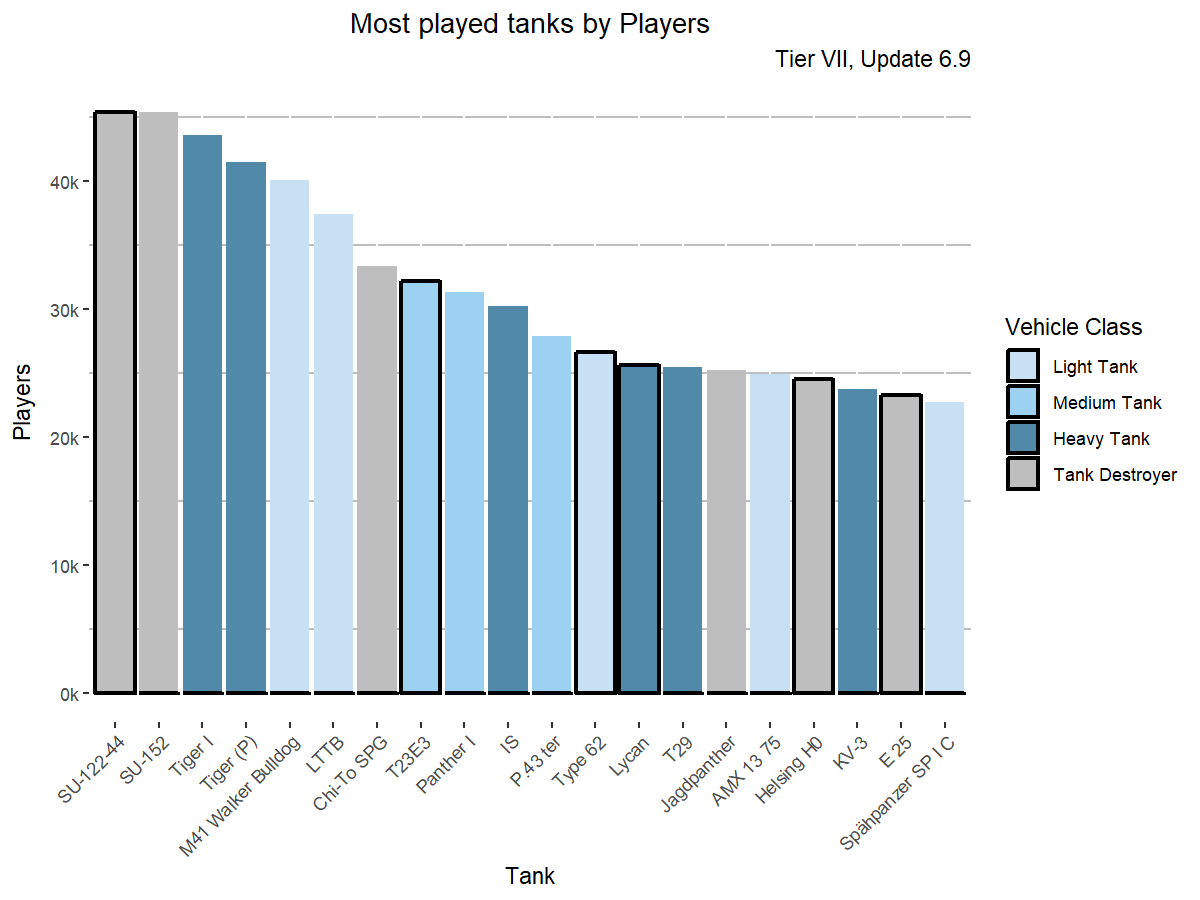 Most played tanks by Players
Tier VII, Update 6.9
Players
40k
30k
20k
10k
0k
SU-122-44
SU-152
Tiger I
Tiger (P)
M41 Walker Bulldog
LTTB
Chi-To SPG
T23E3
Panther I
IS
P.43 ter
Type 62
Lycan
T29
Jagdpanther
AMX 13 75
Helsing H0
KV-3
E 25
Spähpanzer SP I C
Tank
Vehicle Class
Light Tank
Medium Tank
Heavy Tank
Tank Destroyer